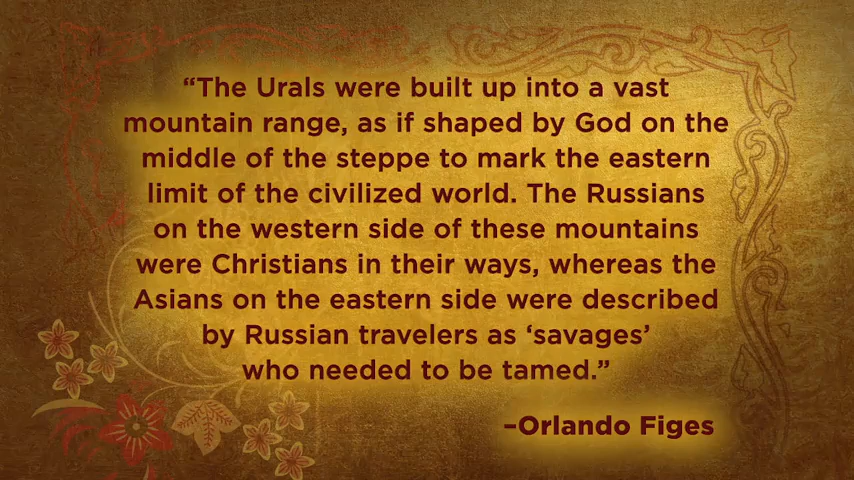 “The Urals were built up into a vast
mountain range, as if shaped by God on the
middle of the steppe to mark the eastern
limit of the civilized world. The Russians
on the western side of these mountains
were Christians in their ways, whereas the
Asians on the eastern side were described
by Russian travelers as ‘savages’
who needed to be tamed.”
–Orlando Figes